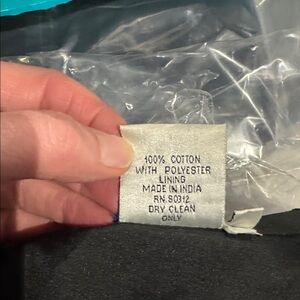 100% COTTON
WITH POLYESTER
LINING
MADE IN INDIA
RN 80312
DRY CLEAN
ONLY